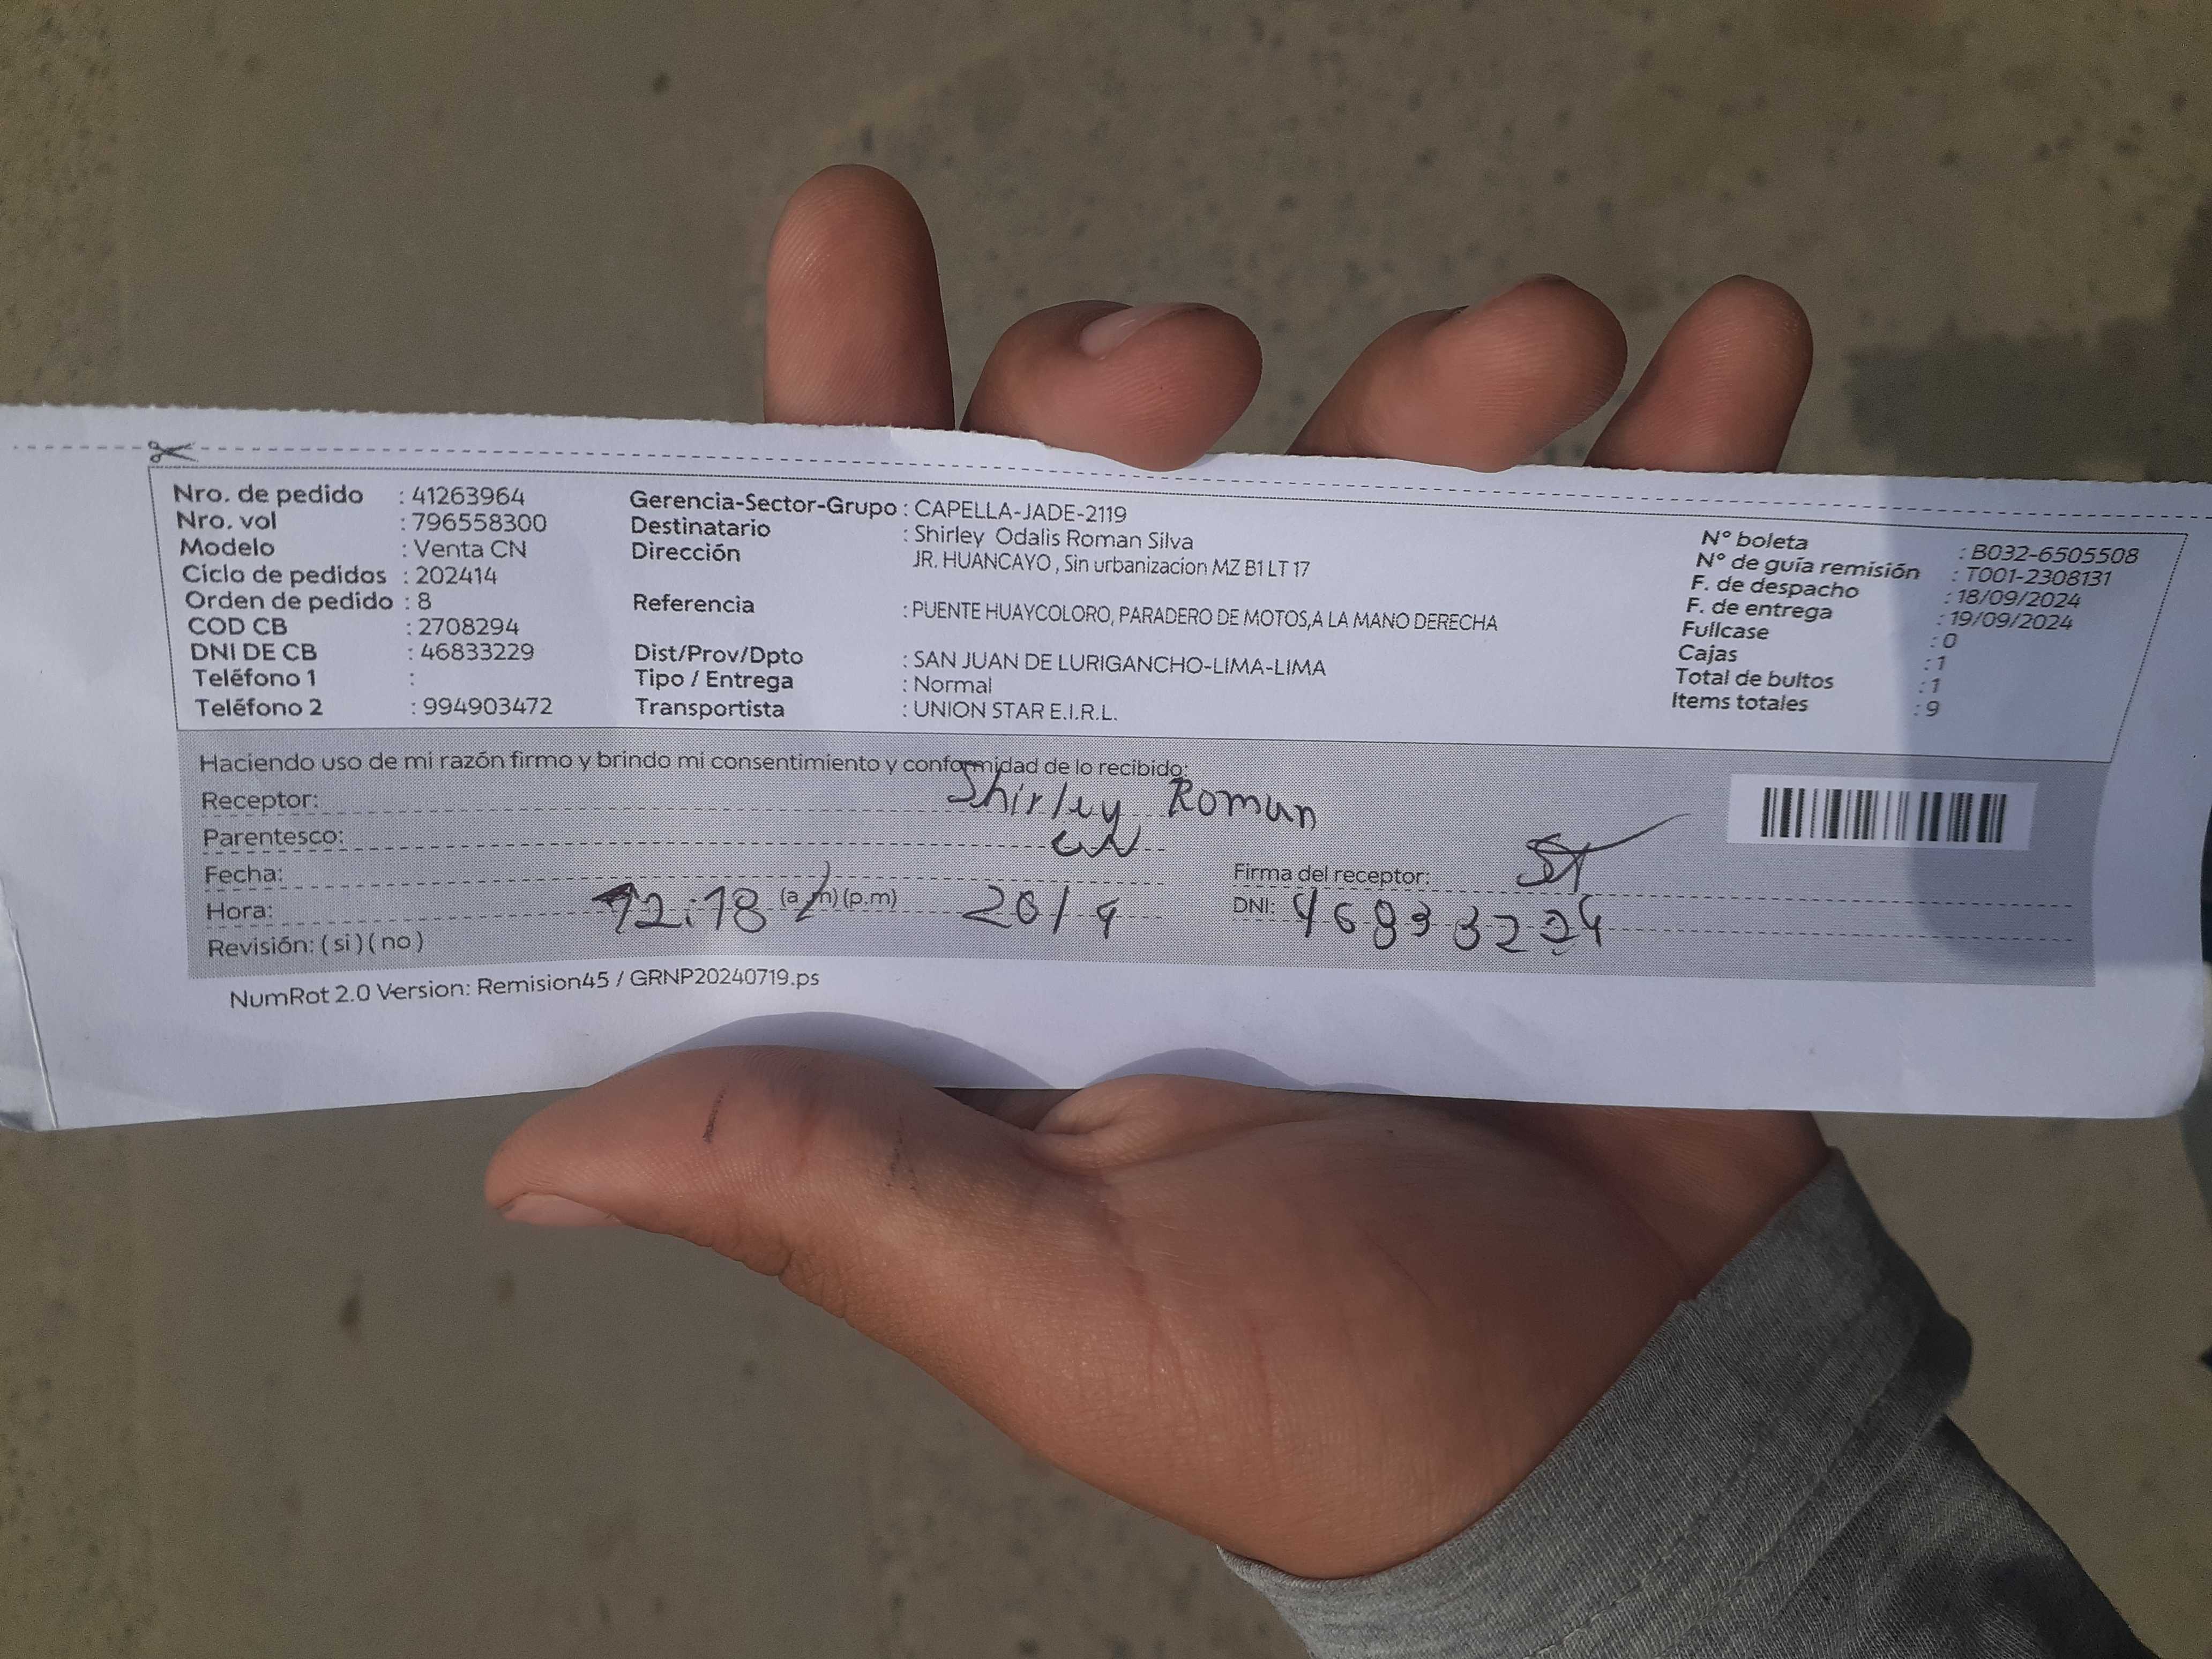 Nro. de pedido : 41263964
Nro. vol : 796558300
Modelo : Venta CN
Ciclo de pedidos : 202414
Orden de pedido : 8
COD CB : 2708294
DNI DE CB : 46833229
Teléfono 1 :
Teléfono 2 : 994903472
Gerencia-Sector-Grupo : CAPELLA-JADE-2119
Destinatario : Shirley Odalis Roman Silva
Dirección JR. HUANCAYO , Sin urbanizacion MZ B1 LT 17
Referencia : PUENTE HUAYCOLORO, PARADERO DE MOTOS,A LA MANO DERECHA
Dist/Prov/Dpto : SAN JUAN DE LURIGANCHO-LIMA-LIMA
Tipo / Entrega : Normal
Transportista : UNION STAR E.I.R.L.
N° boleta : B032-6505508
N° de guía remisión : T001-2308131
F. de despacho : 18/09/2024
F. de entrega : 19/09/2024
Fullcase : 0
Cajas : 1
Total de bultos : 1
Items totales : 9
Haciendo uso de mi razón firmo y brindo mi consentimiento y conformidad de lo recibido:
Receptor: Shirley Roman
Parentesco: CN
Fecha:
Hora: 12:18 (a.m) (p.m) 20/9
Revisión: ( si ) ( no )
Firma del receptor:
DNI:
NumRot 2.0 Version: Remision45 / GRNP20240719.ps